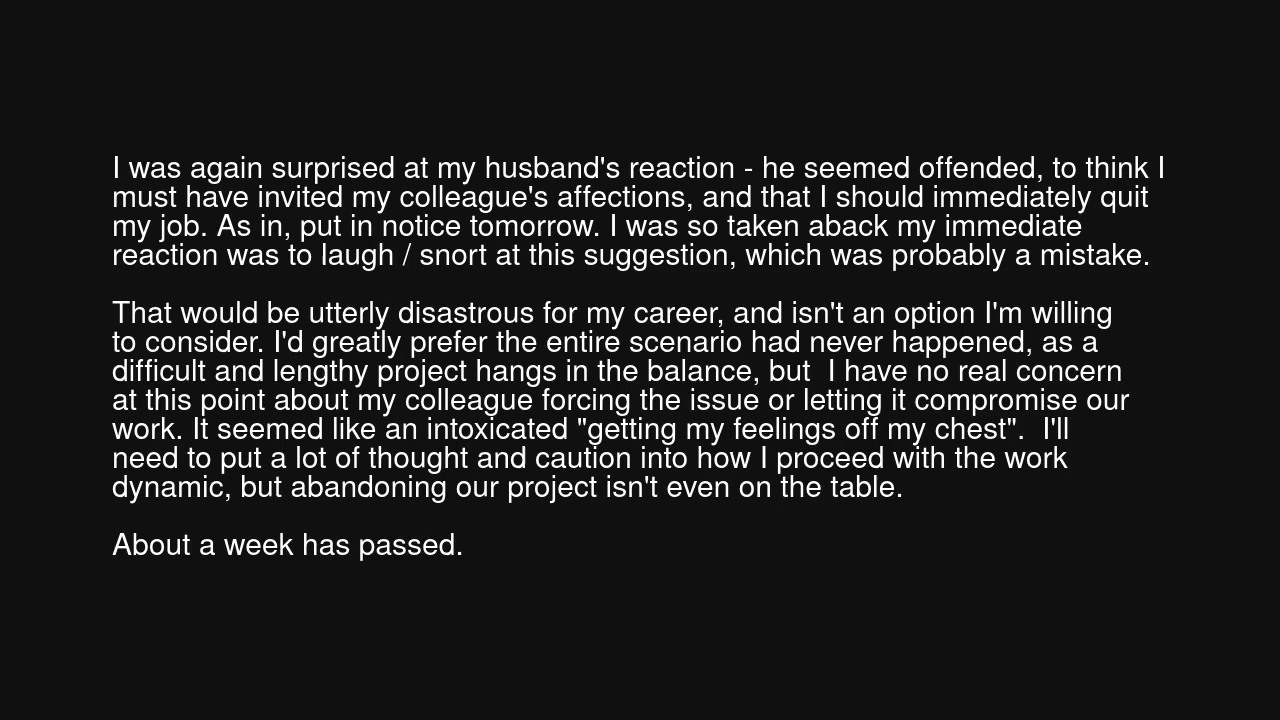 I was again surprised at my husband's reaction - he seemed offended, to think I
must have invited my colleague's affections, and that I should immediately quit
my job. As in, put in notice tomorrow. I was so taken aback my immediate
reaction was to laugh / snort at this suggestion, which was probably a mistake.
That would be utterly disastrous for my career, and isn't an option I'm willing
to consider. I'd greatly prefer the entire scenario had never happened, as a
difficult and lengthy project hangs in the balance, but  I have no real concern
at this point about my colleague forcing the issue or letting it compromise our
work. It seemed like an intoxicated "getting my feelings off my chest".  I'll
need to put a lot of thought and caution into how I proceed with the work
dynamic, but abandoning our project isn't even on the table.
About a week has passed.